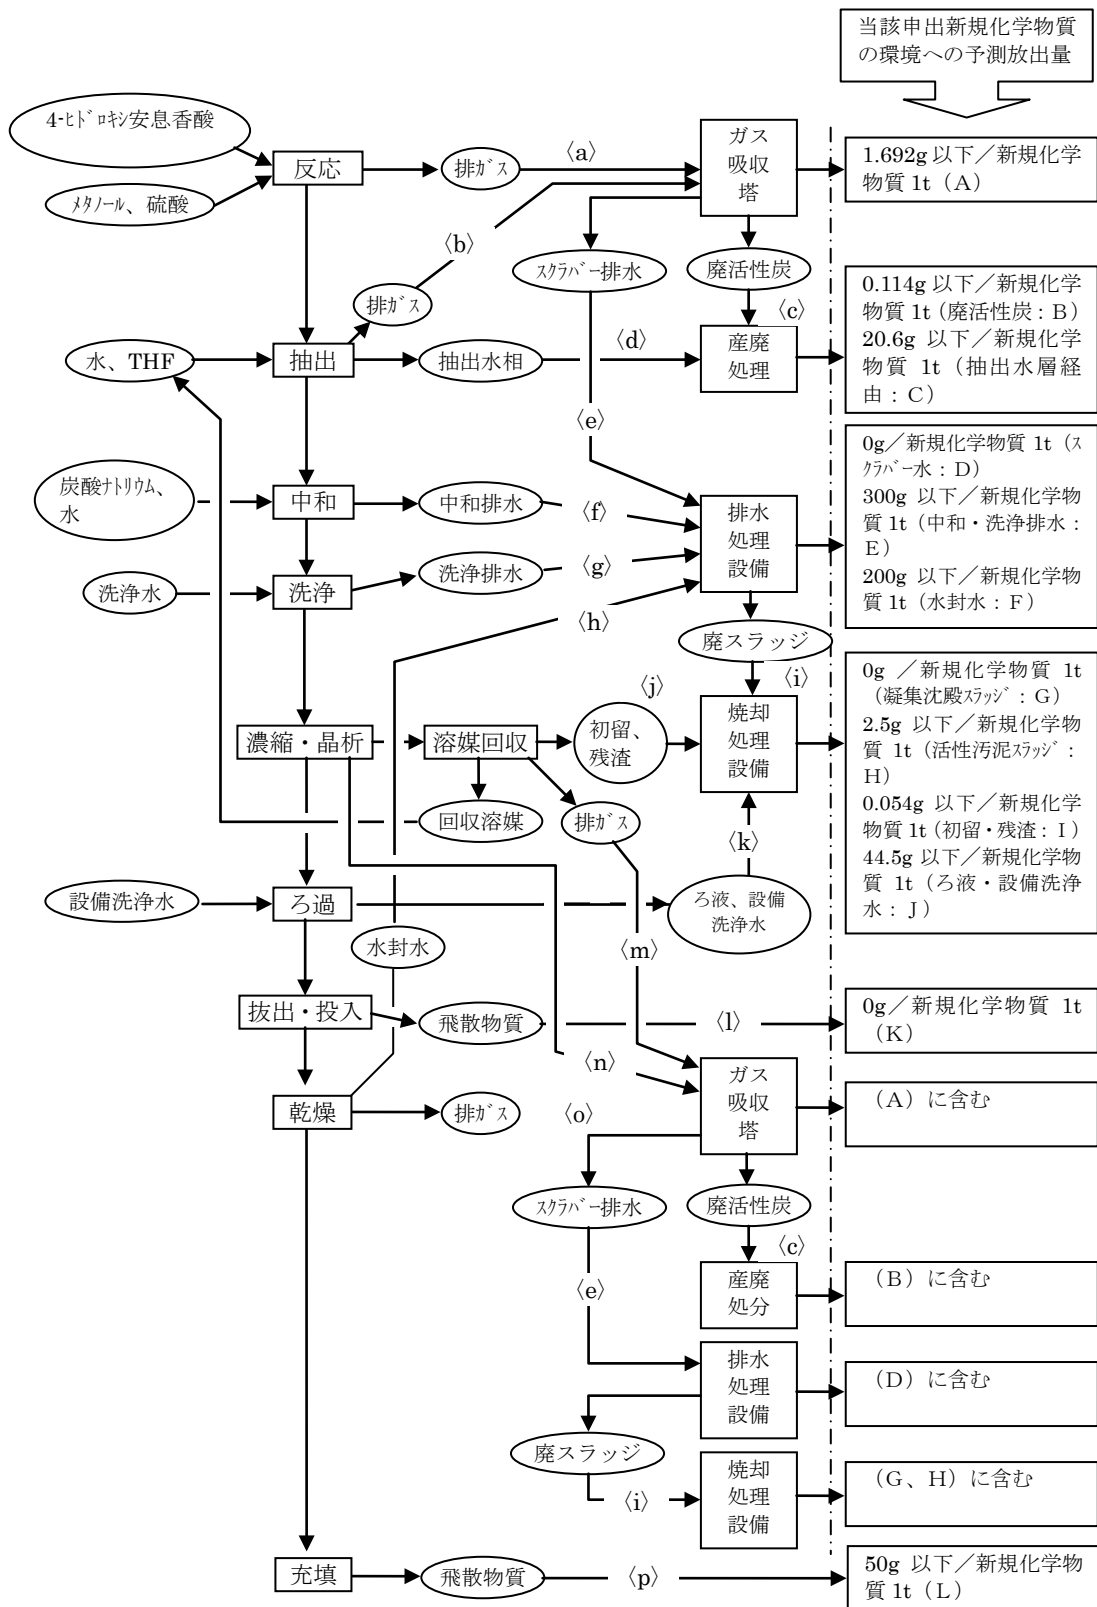 当該申出新規化学物質
の環境への予測放出量
4-ﾋﾄﾞﾛｷｼ安息香酸
ﾒﾀﾉｰﾙ、硫酸
反応
排ｶﾞｽ
〈a〉
ガス
吸収
塔
1.692g 以下／新規化学
物質 1t（A）
〈b〉
ｽｸﾗﾊﾞｰ排水
廃活性炭
排ｶﾞｽ
〈c〉
水、THF
抽出
抽出水相
〈d〉
産廃
処理
0.114g 以下／新規化学
物質 1t（廃活性炭：B）
20.6g 以下／新規化学
物質 1t（抽出水層経
由：C）
〈e〉
炭酸ﾅﾄﾘｳﾑ、
水
中和
中和排水
〈f〉
排水
処理
設備
0g／新規化学物質 1t（ｽ
ｸﾗﾊﾞｰ水：D）
300g 以下／新規化学物
質 1t（中和・洗浄排水：
E）
200g 以下／新規化学物
質 1t（水封水：F）
洗浄水
洗浄
洗浄排水
〈g〉
〈h〉
廃スラッジ
〈i〉
濃縮・晶析
溶媒回収
〈j〉
初留、
残渣
焼却
処理
設備
0g ／新規化学物質 1t
（凝集沈殿ｽﾗｯｼﾞ：G）
2.5g 以下／新規化学物
質 1t（活性汚泥ｽﾗｯｼﾞ：
H）
0.054g 以下／新規化学
物質 1t（初留・残渣：I）
44.5g 以下／新規化学物
質 1t（ろ液・設備洗浄
水：J）
回収溶媒
排ｶﾞｽ
〈k〉
設備洗浄水
ろ過
ろ液、設備
洗浄水
水封水
〈m〉
抜出・投入
飛散物質
〈l〉
0g／新規化学物質 1t
（K）
〈n〉
ガス
吸収
塔
（A）に含む
乾燥
排ｶﾞｽ
〈o〉
ｽｸﾗﾊﾞｰ排水
廃活性炭
〈c〉
〈e〉
産廃
処分
（B）に含む
排水
処理
設備
（D）に含む
廃スラッジ
〈i〉
焼却
処理
設備
（G、H）に含む
充填
飛散物質
〈p〉
50g 以下／新規化学物
質 1t（L）